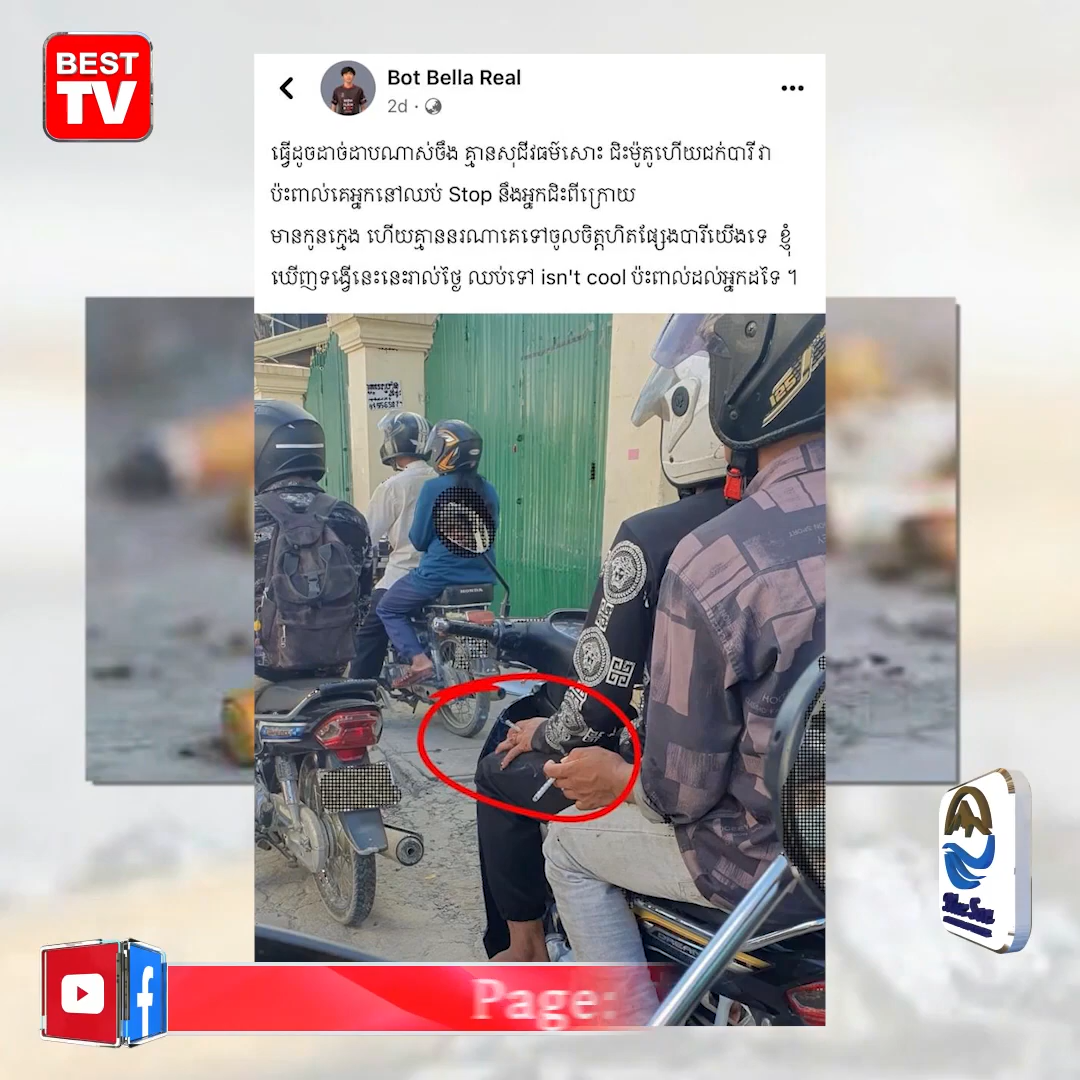 BEST
TV
Bot Bella Real
2d
ធ្វើដូចដាច់ដាបណាស់ចឹង គ្មានសុជីវធម៌សោះ ជិះម៉ូតូហើយជក់បារី វា
ប៉ះពាល់គេអ្នកនៅឈប់ Stop នឹងអ្នកជិះពីក្រោយ
មានកូនក្មេង ហើយគ្មាននរណាគេទៅចូលចិត្តហិតផ្សែងបារីយើងទេ ខ្ញុំ
ឃើញទង្វើនេះនេះរាល់ថ្ងៃ ឈប់ទៅ isn't cool ប៉ះពាល់ដល់អ្នកដទៃ ។
125
HONDA
Page: